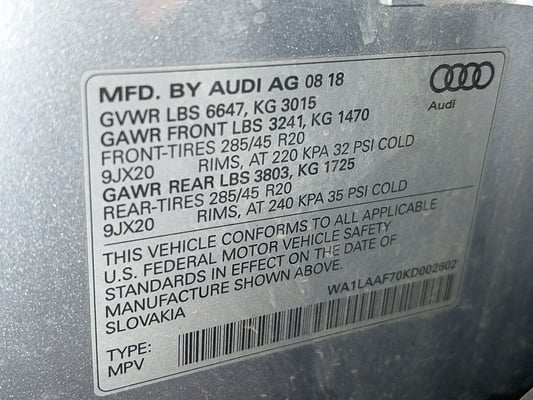 MFD. BY AUDI AG 08 18
GVWR LBS 6647, KG 3015
GAWR FRONT LBS 3241, KG 1470
FRONT-TIRES 285/45 R20
9JX20 RIMS, AT 220 KPA 32 PSI COLD
GAWR REAR LBS 3803, KG 1725
REAR-TIRES 285/45 R20
9JX20 RIMS, AT 240 KPA 35 PSI COLD
Audi
THIS VEHICLE CONFORMS TO ALL APPLICABLE
U.S. FEDERAL MOTOR VEHICLE SAFETY
STANDARDS IN EFFECT ON THE DATE OF
MANUFACTURE SHOWN ABOVE.
SLOVAKIA
WA1LAAF70KD002602
TYPE:
MPV